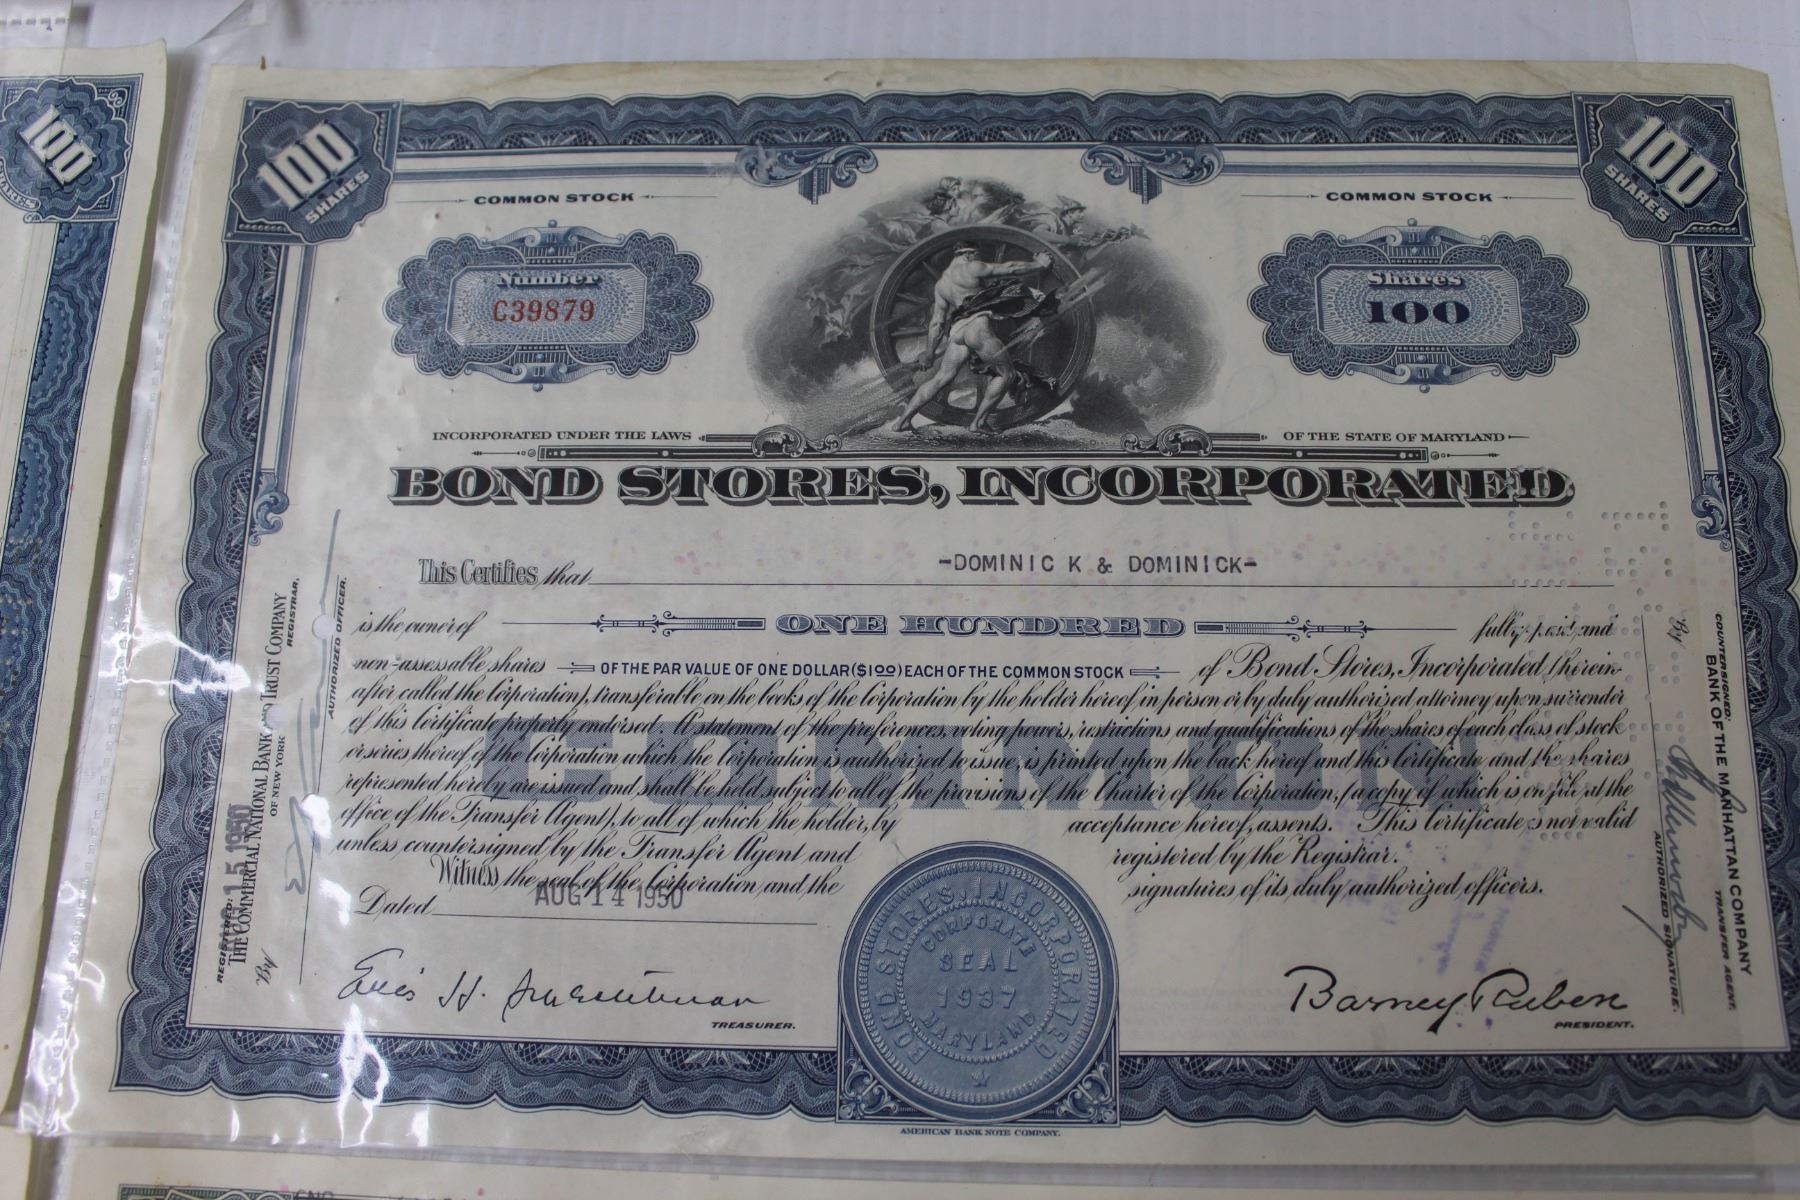 100
100 SHARES
100 SHARES
COMMON STOCK
COMMON STOCK
Number
C39879
Shares
100
INCORPORATED UNDER THE LAWS OF THE STATE OF MARYLAND
BOND STORES, INCORPORATED
This Certifies that -DOMINIC K & DOMINICK-
is the owner of ONE HUNDRED fully paid and
non-assessable shares OF THE PAR VALUE OF ONE DOLLAR ($1.00) EACH OF THE COMMON STOCK of Bond Stores, Incorporated (herein-
after called the Corporation), transferable on the books of the Corporation by the holder hereof in person or by duly authorized attorney upon surrender
of this Certificate properly endorsed. A statement of the preferences, voting powers, restrictions and qualifications of the shares of each class of stock
or series thereof of the Corporation which the Corporation is authorized to issue, is printed upon the back hereof and this Certificate and the shares
represented hereby are issued and shall be held subject to all of the provisions of the Charter of the Corporation, (a copy of which is on file at the
office of the Transfer Agent), to all of which the holder, by acceptance hereof, assents. This Certificate is not valid
unless countersigned by the Transfer Agent and registered by the Registrar.
Witness the seal of the Corporation and the signatures of its duly authorized officers.
COMMON
Dated AUG 14 1950
TREASURER.
Barney Ruben
PRESIDENT.
BOND STORES, INCORPORATED
CORPORATE
SEAL
1937
MARYLAND
AMERICAN BANK NOTE COMPANY.
REGISTERED: 15 1950
THE COMMERCIAL NATIONAL BANK AND TRUST COMPANY
OF NEW YORK REGISTRAR.
By
AUTHORIZED OFFICER.
COUNTERSIGNED:
BANK OF THE MANHATTAN COMPANY
TRANSFER AGENT.
By
AUTHORIZED SIGNATURE.